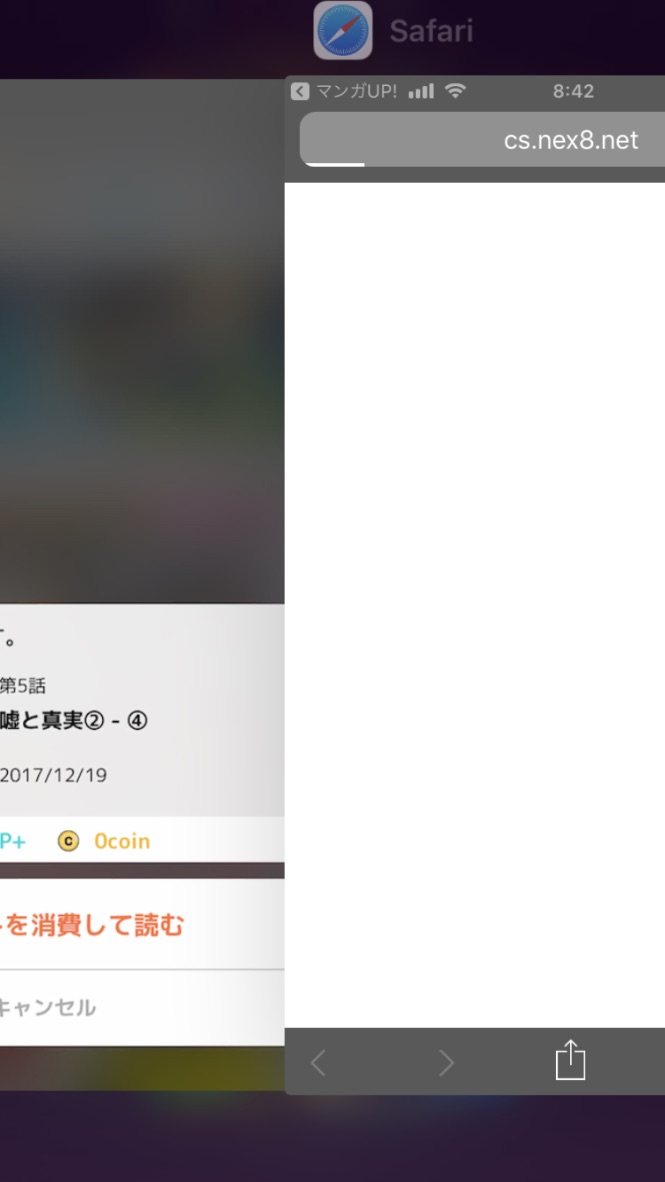 Safari
マンガUP!
8:42
cs.nex8.net
す。
第5話
嘘と真実② - ④
2017/12/19
P+
c 0coin
を消費して読む
キャンセル